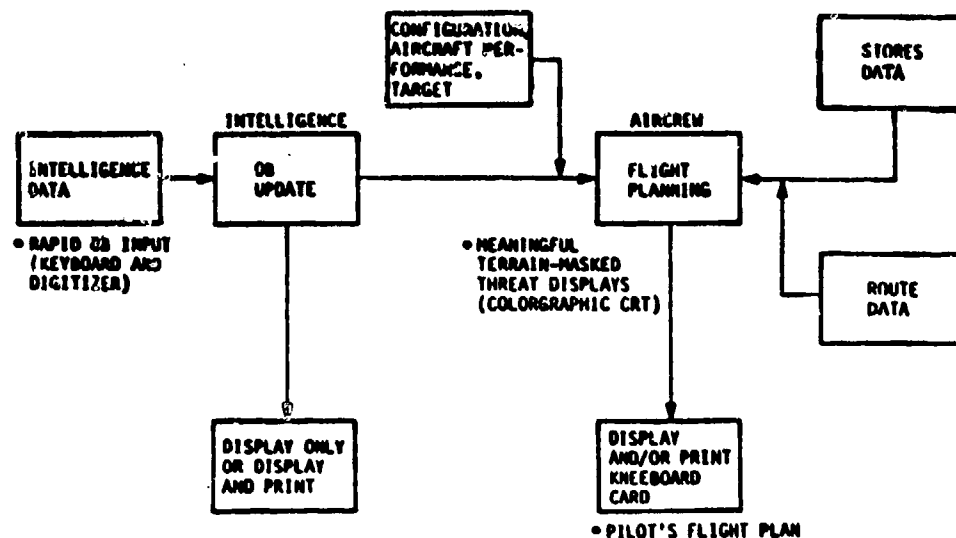 CONFIGURATION,
AIRCRAFT PER-
FORMANCE,
TARGET
STORES
DATA
INTELLIGENCE
AIRCREW
INTELLIGENCE
DATA
OB
UPDATE
FLIGHT
PLANNING
• RAPID OB INPUT
(KEYBOARD AND
DIGITIZER)
• MEANINGFUL
TERRAIN-MASKED
THREAT DISPLAYS
(COLORGRAPHIC CRT)
ROUTE
DATA
DISPLAY ONLY
OR DISPLAY
AND PRINT
DISPLAY
AND/OR PRINT
KNEEBOARD
CARD
• PILOT'S FLIGHT PLAN